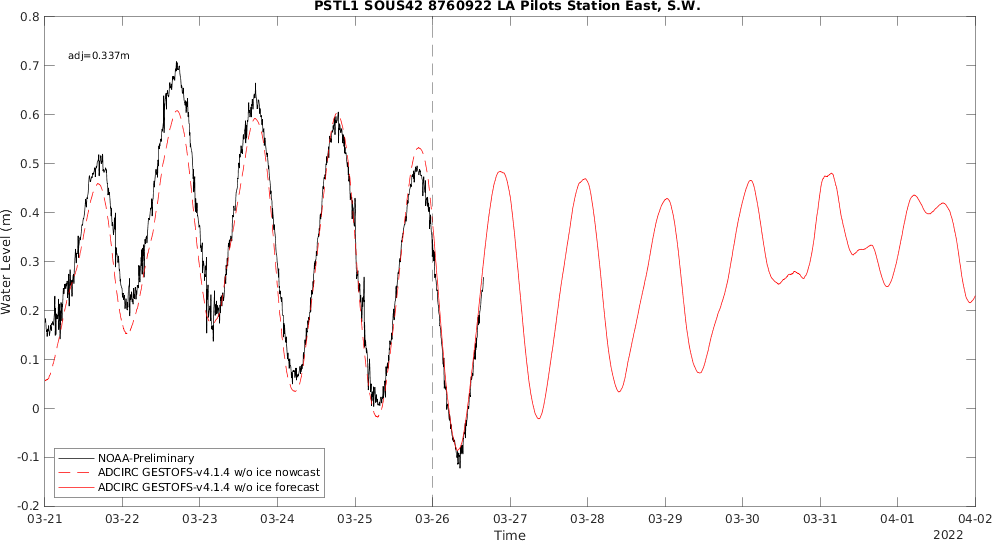 PSTL1 SOUS42 8760922 LA Pilots Station East, S.W.
adj=0.337m
0.8
0.7
0.6
0.5
0.4
0.3
0.2
0.1
0
-0.1
-0.2
Water Level (m)
NOAA-Preliminary
ADCIRC GESTOFS-v4.1.4 w/o ice nowcast
ADCIRC GESTOFS-v4.1.4 w/o ice forecast
03-21 03-22 03-23 03-24 03-25 03-26 03-27 03-28 03-29 03-30 03-31 04-01 04-02
Time
2022